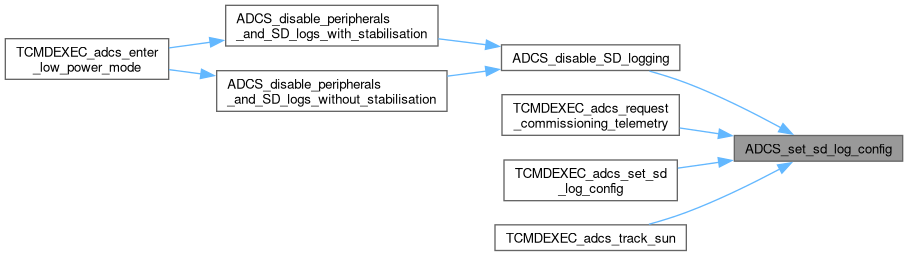 ADCS_disable_peripherals
_and_SD_logs_with_stabilisation
TCMDEXEC_adcs_enter
_low_power_mode
ADCS_disable_SD_logging
ADCS_disable_peripherals
_and_SD_logs_without_stabilisation
TCMDEXEC_adcs_request
_commissioning_telemetry
ADCS_set_sd_log_config
TCMDEXEC_adcs_set_sd
_log_config
TCMDEXEC_adcs_track_sun